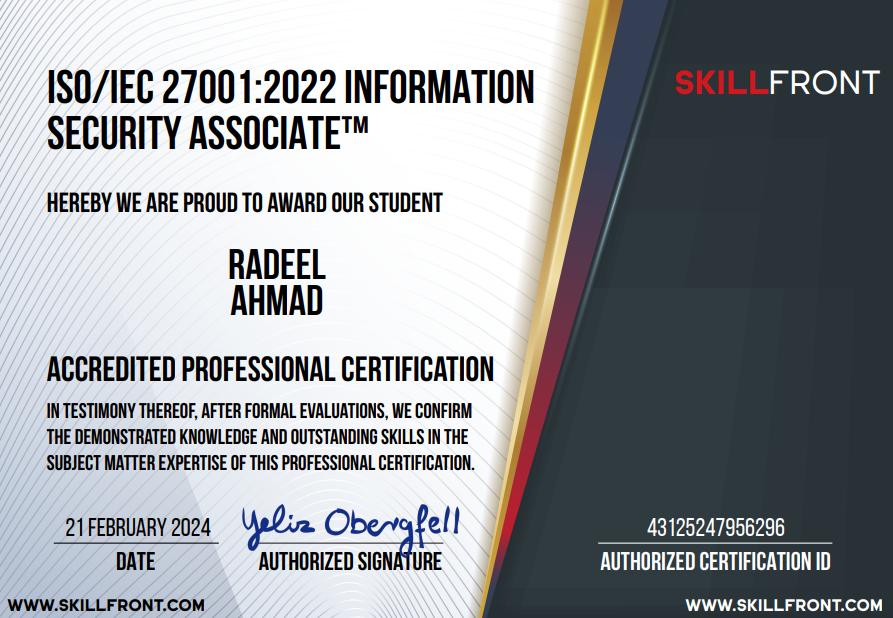 ISO/IEC 27001:2022 INFORMATION
SECURITY ASSOCIATE™
SKILLFRONT
HEREBY WE ARE PROUD TO AWARD OUR STUDENT
RADEEL
AHMAD
ACCREDITED PROFESSIONAL CERTIFICATION
IN TESTIMONY THEREOF, AFTER FORMAL EVALUATIONS, WE CONFIRM
THE DEMONSTRATED KNOWLEDGE AND OUTSTANDING SKILLS IN THE
SUBJECT MATTER EXPERTISE OF THIS PROFESSIONAL CERTIFICATION.
21 FEBRUARY 2024
DATE
Yeliz Obergfell
AUTHORIZED SIGNATURE
43125247956296
AUTHORIZED CERTIFICATION ID
WWW.SKILLFRONT.COM
WWW.SKILLFRONT.COM